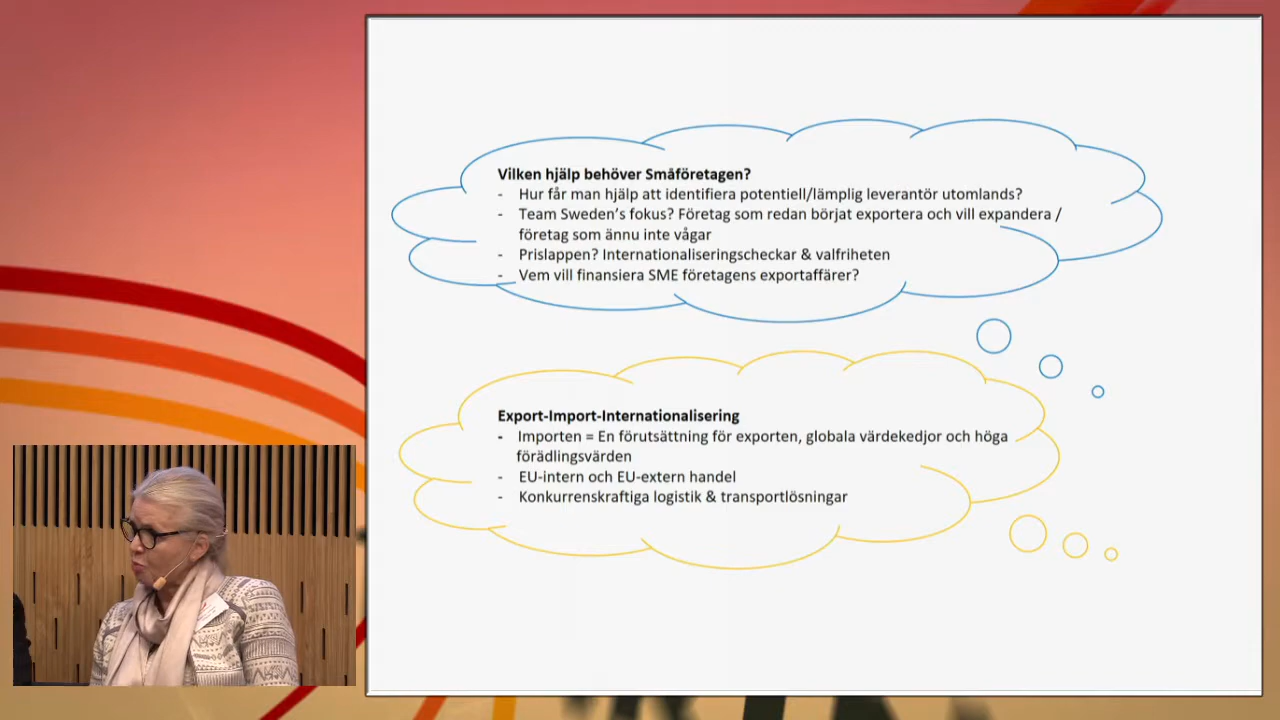 Vilken hjälp behöver Småföretagen?
- Hur får man hjälp att identifiera potentiell/lämplig leverantör utomlands?
- Team Sweden's fokus? Företag som redan börjat exportera och vill expandera /
företag som ännu inte vågar
- Prislappen? Internationaliseringscheckar & valfriheten
- Vem vill finansiera SME företagens exportaffärer?
Export-Import-Internationalisering
- Importen = En förutsättning för exporten, globala värdekedjor och höga
förädlingsvärden
- EU-intern och EU-extern handel
- Konkurrenskraftiga logistik & transportlösningar